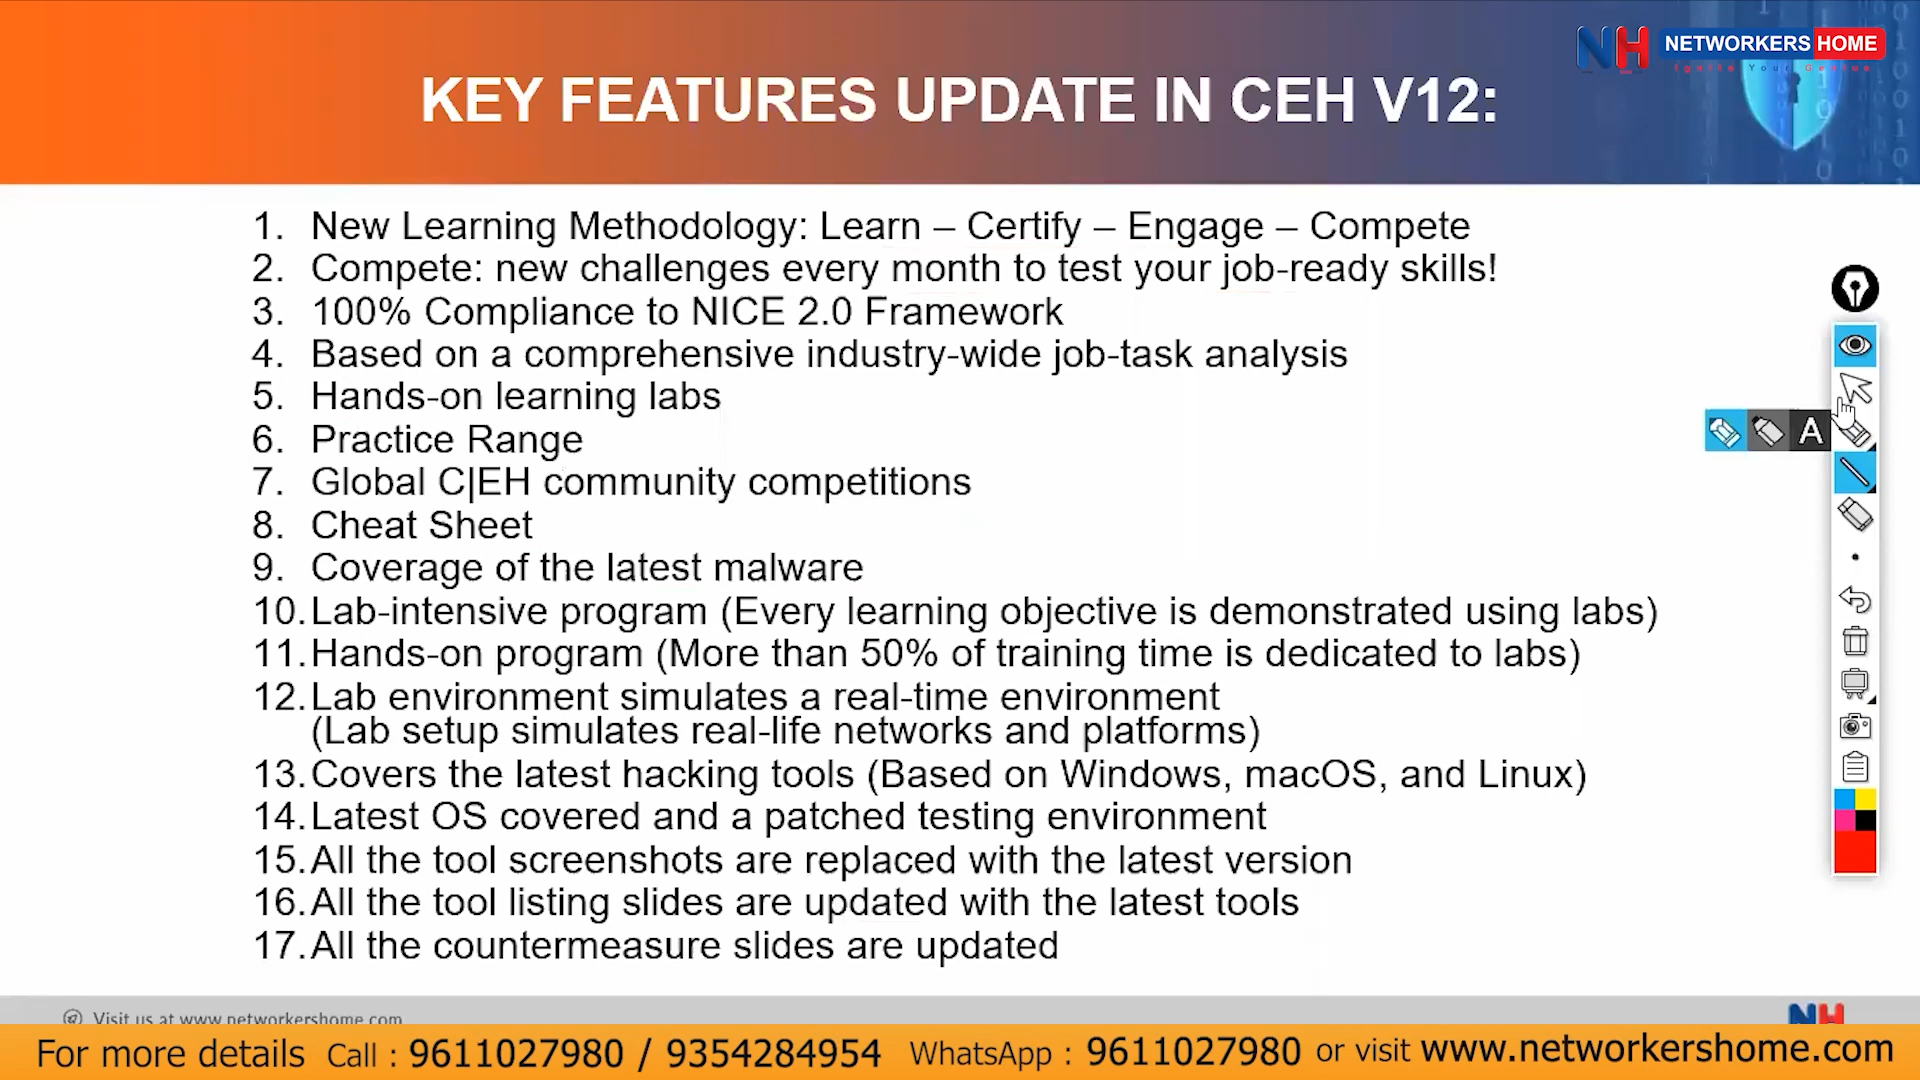 NH NETWORKERS HOME
Ignite Your Genius
KEY FEATURES UPDATE IN CEH V12:
1. New Learning Methodology: Learn – Certify – Engage – Compete
2. Compete: new challenges every month to test your job-ready skills!
3. 100% Compliance to NICE 2.0 Framework
4. Based on a comprehensive industry-wide job-task analysis
5. Hands-on learning labs
6. Practice Range
7. Global C|EH community competitions
8. Cheat Sheet
9. Coverage of the latest malware
10. Lab-intensive program (Every learning objective is demonstrated using labs)
11. Hands-on program (More than 50% of training time is dedicated to labs)
12. Lab environment simulates a real-time environment
(Lab setup simulates real-life networks and platforms)
13. Covers the latest hacking tools (Based on Windows, macOS, and Linux)
14. Latest OS covered and a patched testing environment
15. All the tool screenshots are replaced with the latest version
16. All the tool listing slides are updated with the latest tools
17. All the countermeasure slides are updated
A
Visit us at www.networkershome.com
NH
For more details Call : 9611027980 / 9354284954 WhatsApp : 9611027980 or visit www.networkershome.com